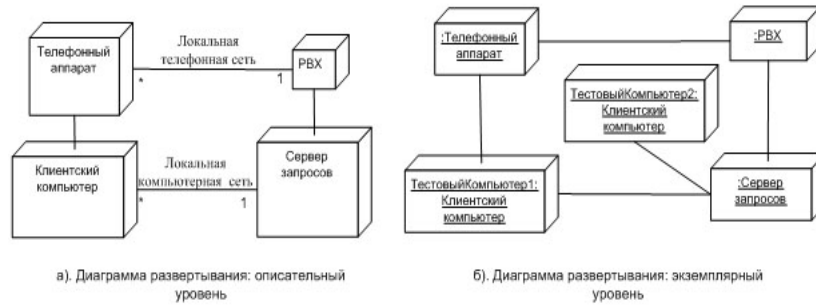 Телефонный
аппарат
Локальная
телефонная сеть
*
1
PBX
Клиентский
компьютер
Локальная
компьютерная сеть
*
1
Сервер
запросов
а). Диаграмма развертывания: описательный
уровень
:Телефонный
аппарат
:PBX
ТестовыйКомпьютер2:
Клиентский
компьютер
ТестовыйКомпьютер1:
Клиентский
компьютер
:Сервер
запросов
б). Диаграмма развертывания: экземплярный
уровень